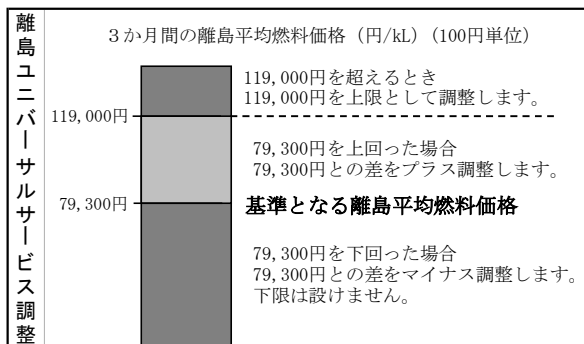 離島ユニバーサルサービス調整
３か月間の離島平均燃料価格（円/kL）（100円単位）
119,000円を超えるとき
119,000円を上限として調整します。
119,000円
79,300円を上回った場合
79,300円との差をプラス調整します。
79,300円
基準となる離島平均燃料価格
79,300円を下回った場合
79,300円との差をマイナス調整します。
下限は設けません。